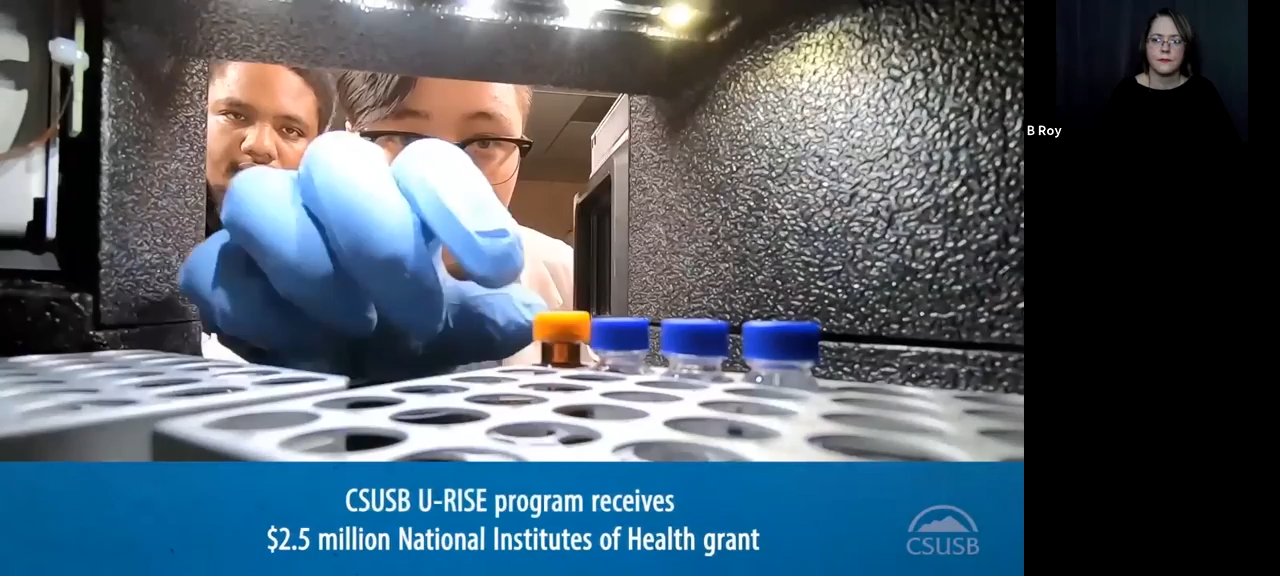 B Roy
CSUSB U-RISE program receives
$2.5 million National Institutes of Health grant
CSUSB